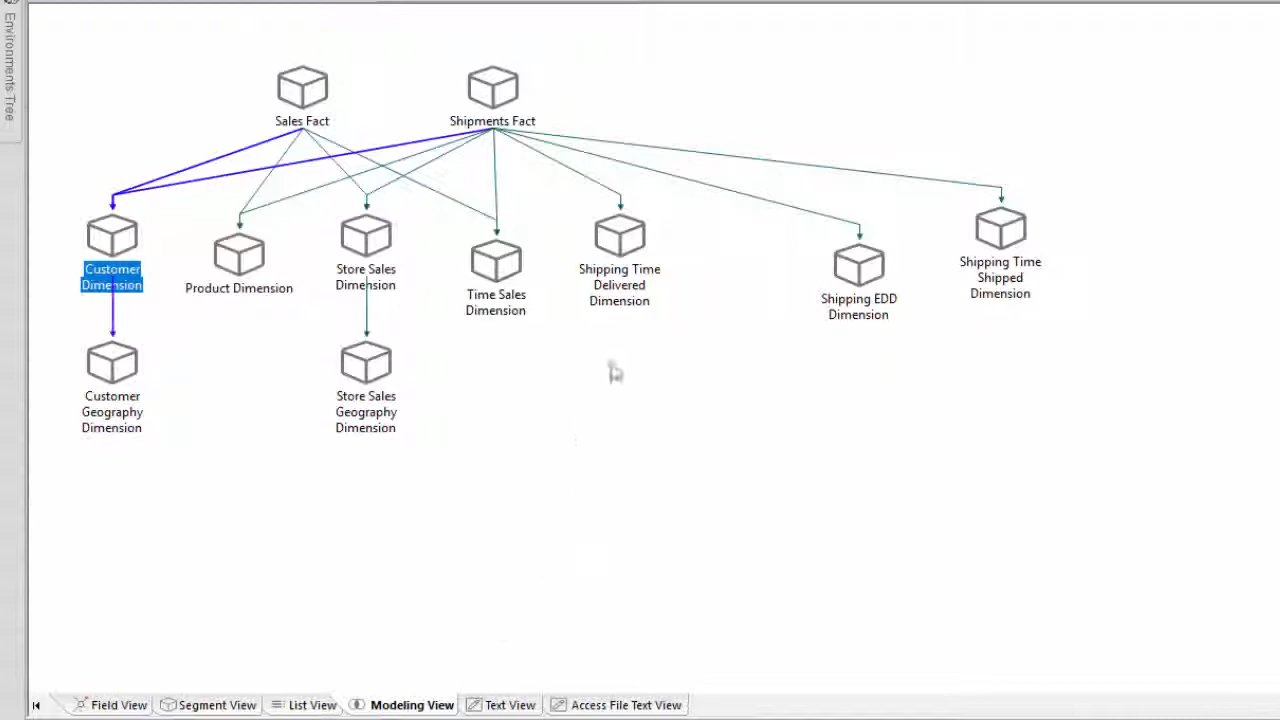 Environments Tree
Sales Fact
Shipments Fact
Customer
Dimension
Product Dimension
Store Sales
Dimension
Time Sales
Dimension
Shipping Time
Delivered
Dimension
Shipping EDD
Dimension
Shipping Time
Shipped
Dimension
Customer
Geography
Dimension
Store Sales
Geography
Dimension
Field View
Segment View
List View
Modeling View
Text View
Access File Text View